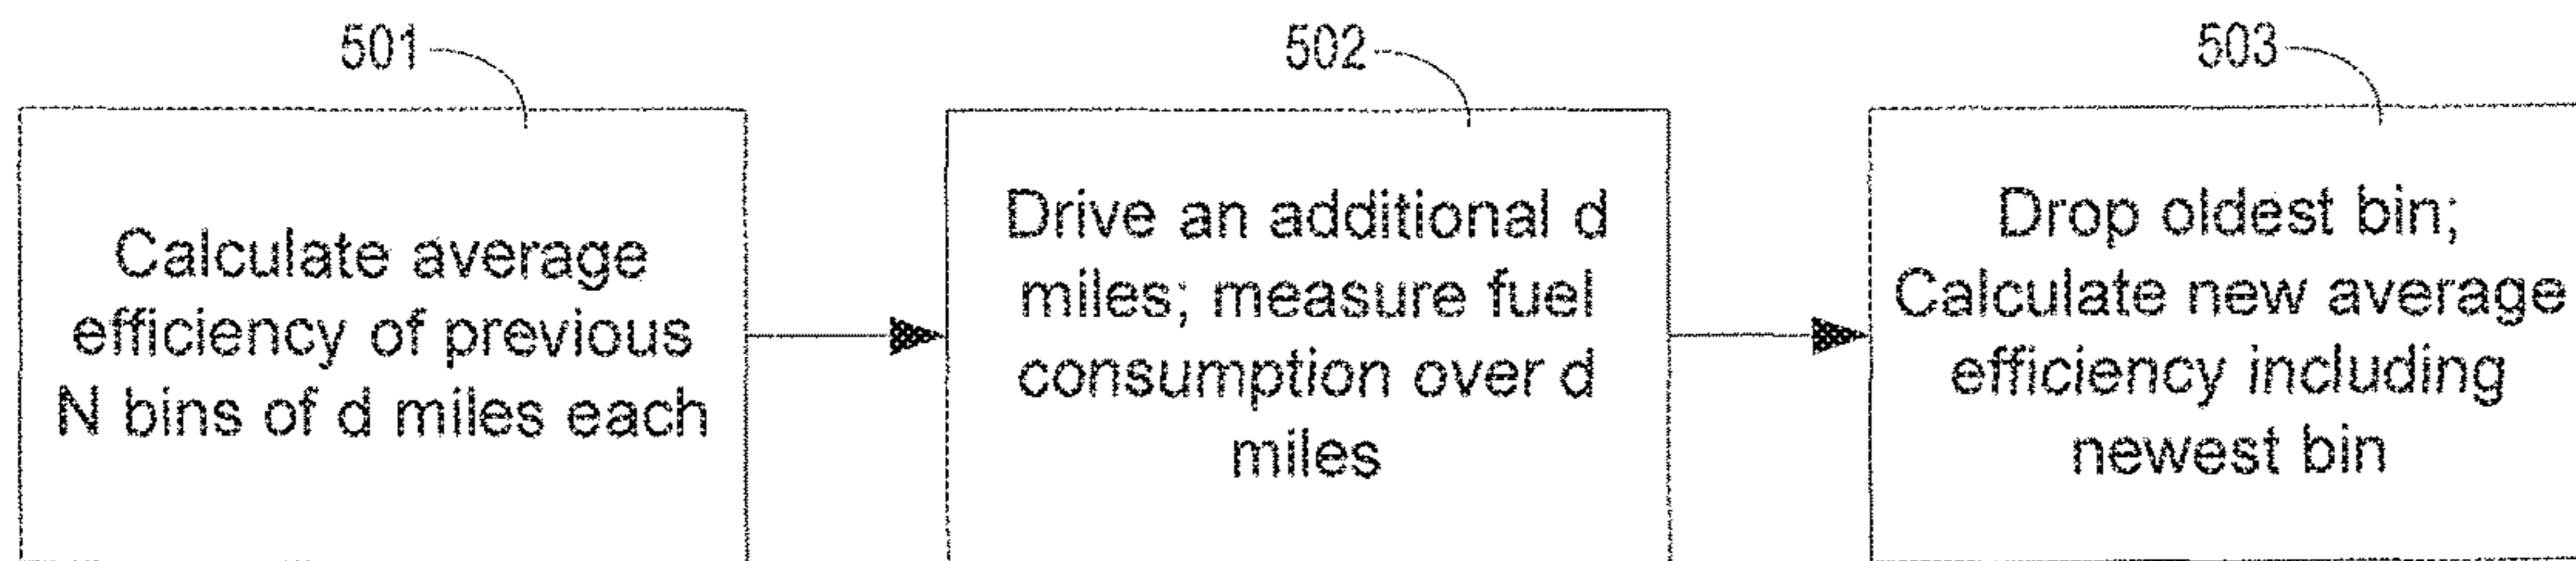 501
502
503
Calculate average
efficiency of previous
N bins of d miles each
Drive an additional d
miles; measure fuel
consumption over d
miles
Drop oldest bin;
Calculate new average
efficiency including
newest bin